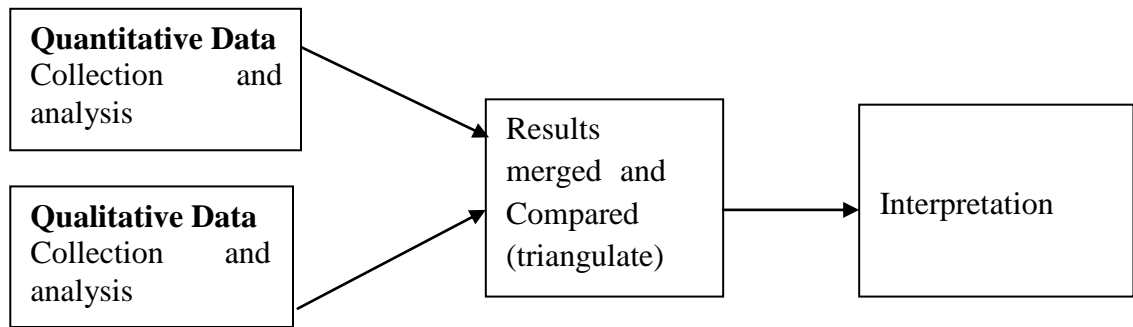 Quantitative Data
Collection and
analysis
Qualitative Data
Collection and
analysis
Results
merged and
Compared
(triangulate)
Interpretation